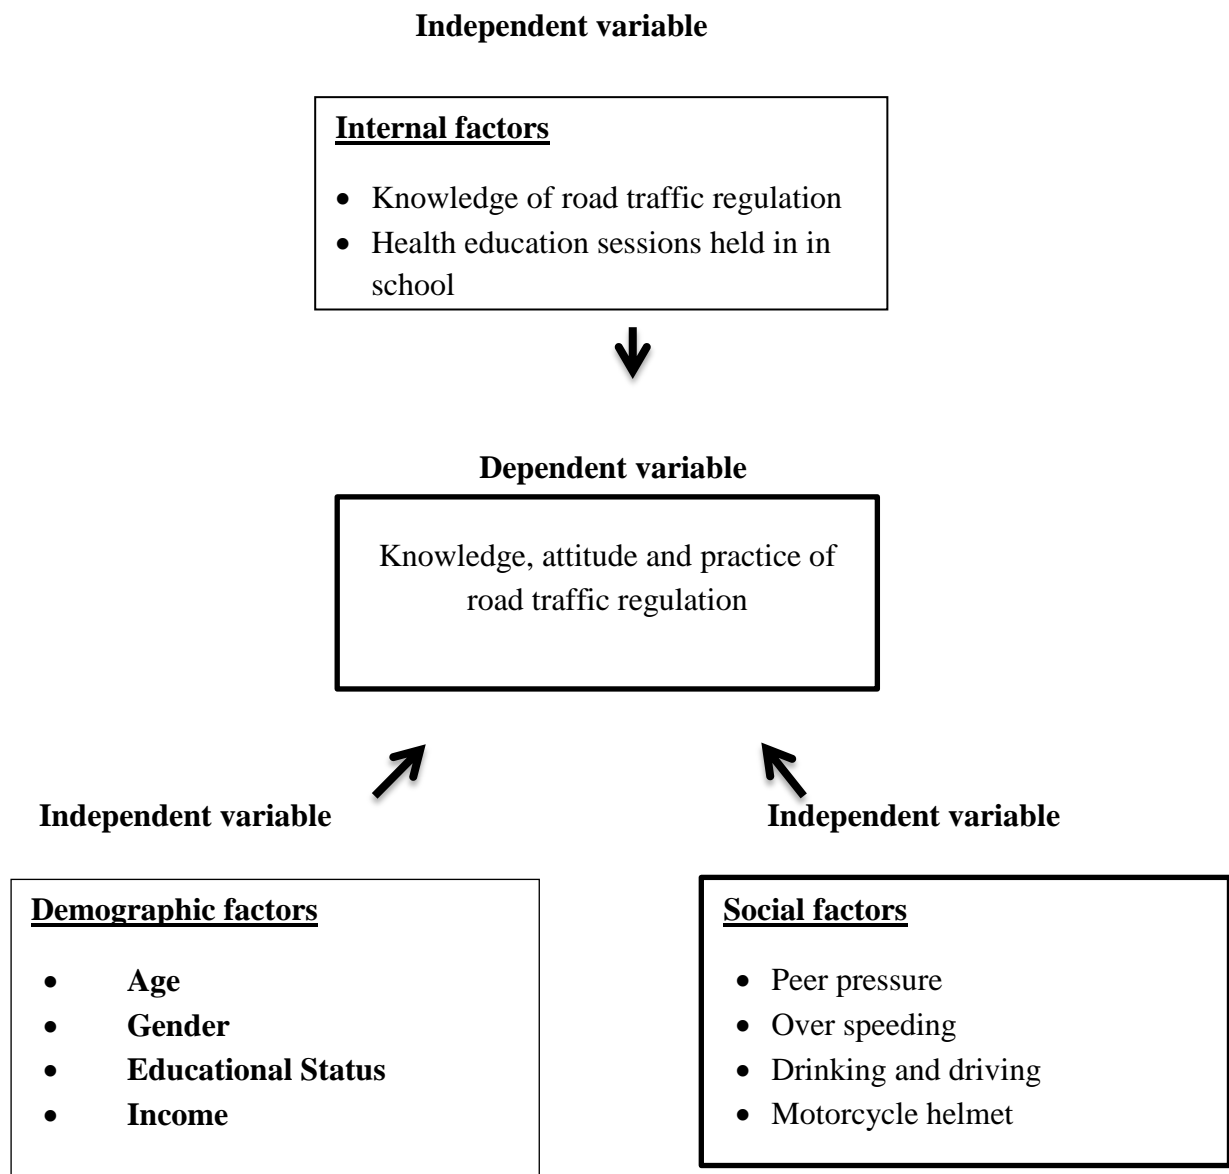 Independent variable
Internal factors
• Knowledge of road traffic regulation
• Health education sessions held in in
school
Dependent variable
Knowledge, attitude and practice of
road traffic regulation
Independent variable
Demographic factors
• Age
• Gender
• Educational Status
• Income
Independent variable
Social factors
• Peer pressure
• Over speeding
• Drinking and driving
• Motorcycle helmet